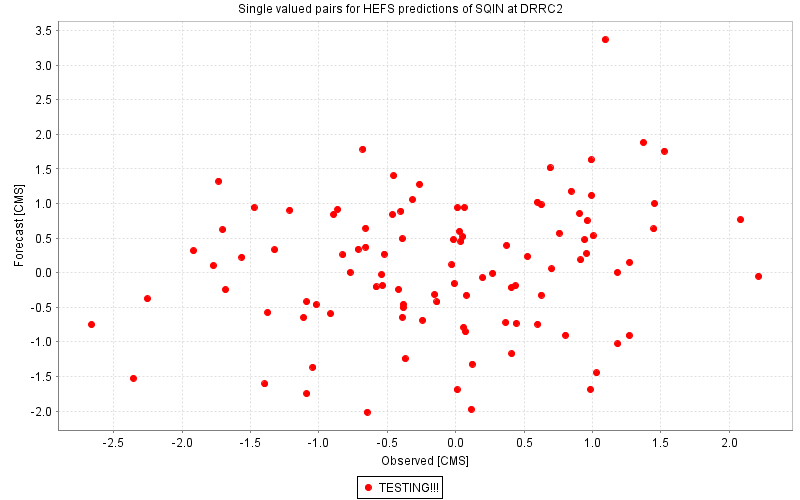 Single valued pairs for HEFS predictions of SQIN at DRRC2
3.5
3.0
2.5
2.0
1.5
1.0
0.5
0.0
-0.5
-1.0
-1.5
-2.0
Forecast [CMS]
-2.5 -2.0 -1.5 -1.0 -0.5 0.0 0.5 1.0 1.5 2.0
Observed [CMS]
TESTING!!!